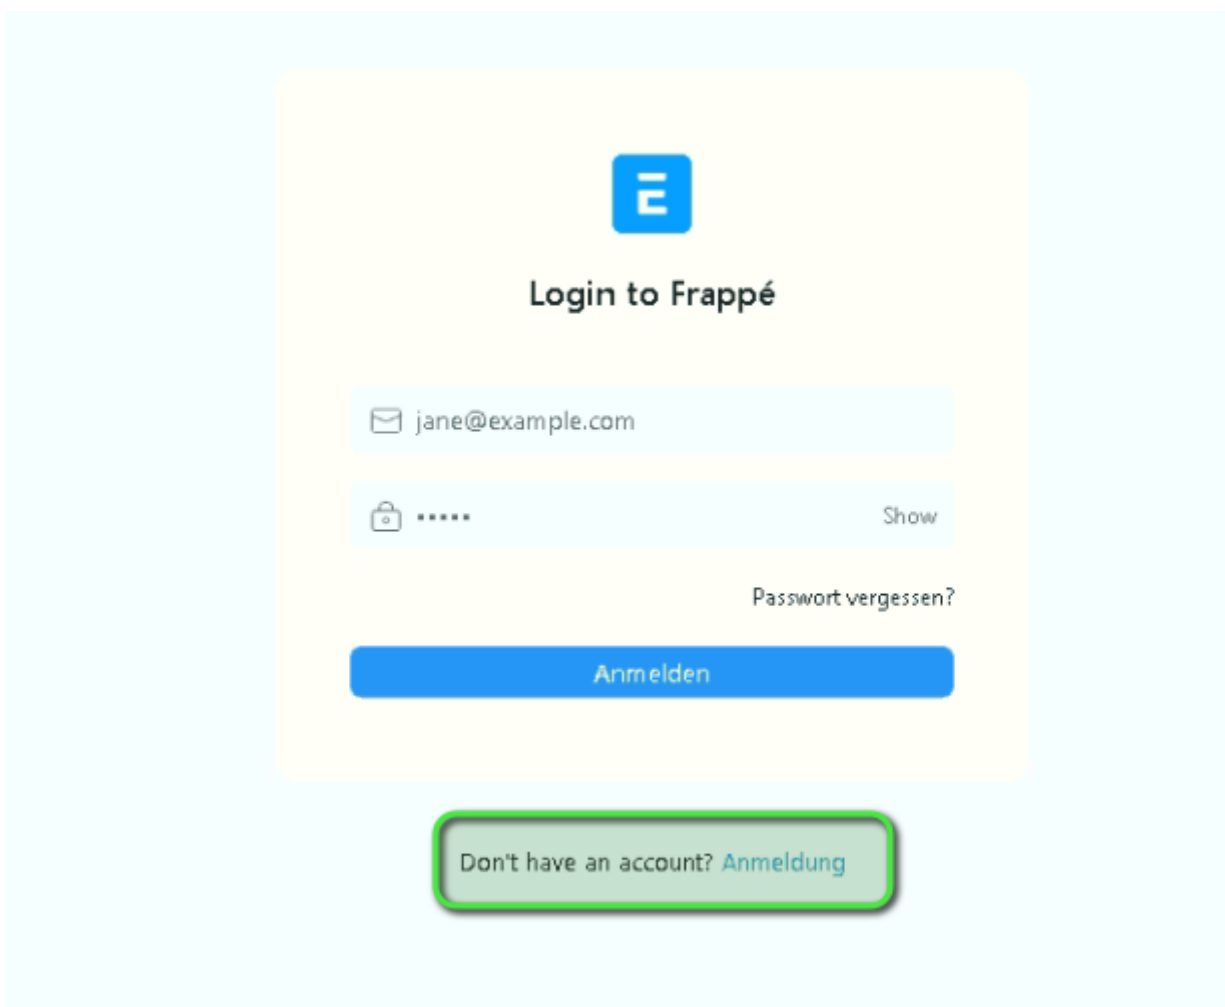 E
Login to Frappé
jane@example.com
•••••
Show
Passwort vergessen?
Anmelden
Don't have an account? Anmeldung